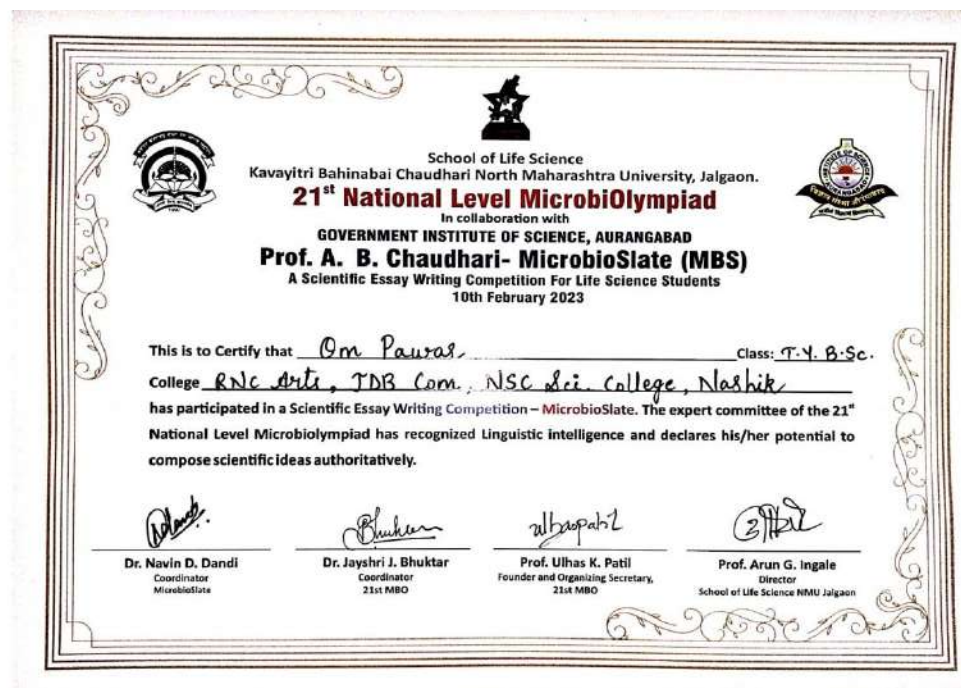 School of Life Science
Kavayitri Bahinabai Chaudhari North Maharashtra University, Jalgaon.
21st National Level MicrobiOlympiad
In collaboration with
GOVERNMENT INSTITUTE OF SCIENCE, AURANGABAD
Prof. A. B. Chaudhari- MicrobioSlate (MBS)
A Scientific Essay Writing Competition For Life Science Students
10th February 2023
This is to Certify that Om Pawar Class: T.Y. B.Sc.
College RNC Arts, JDB Com, NSC Sci. College, Nashik
has participated in a Scientific Essay Writing Competition – MicrobioSlate. The expert committee of the 21st
National Level Microbiolympiad has recognized Linguistic intelligence and declares his/her potential to
compose scientific ideas authoritatively.
Dr. Navin D. Dandi Dr. Jayshri J. Bhuktar Prof. Ulhas K. Patil Prof. Arun G. Ingale
Coordinator Coordinator Founder and Organizing Secretary, Director
MicrobioSlate 21st MBO 21st MBO School of Life Science NMU Jalgaon